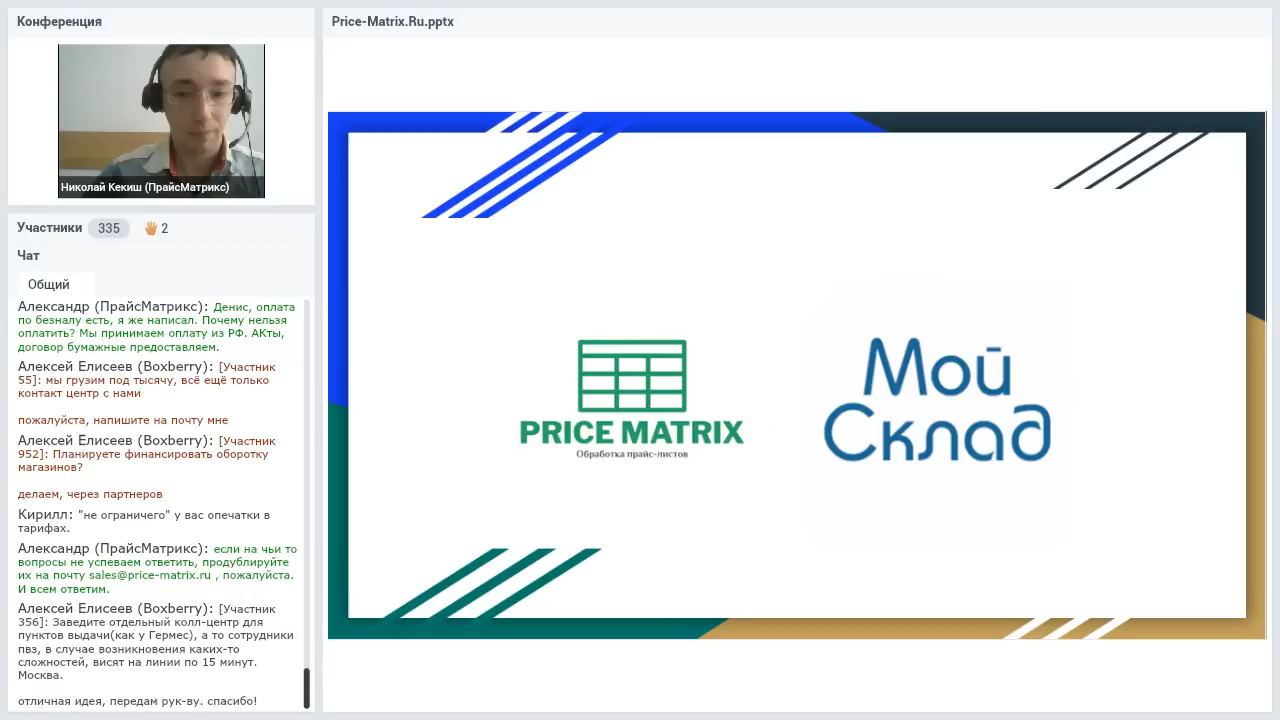 Конференция
Николай Кекиш (ПрайсМатрикс)
Участники 335 2
Чат
Общий
Александр (ПрайсМатрикс): Денис, оплата
по безналу есть, я же написал. Почему нельзя
оплатить? Мы принимаем оплату из РФ. АКты,
договор бумажные предоставляем.
Алексей Елисеев (Boxberry): [Участник
55]: мы грузим под тысячу, всё ещё только
контакт центр с нами
пожалуйста, напишите на почту мне
Алексей Елисеев (Boxberry): [Участник
952]: Планируете финансировать оборотку
магазинов?
делаем, через партнеров
Кирилл: "не ограничего" у вас опечатки в
тарифах.
Александр (ПрайсМатрикс): если на чьи то
вопросы не успеваем ответить, продублируйте
их на почту sales@price-matrix.ru , пожалуйста.
И всем ответим.
Алексей Елисеев (Boxberry): [Участник
356]: Заведите отдельный колл-центр для
пунктов выдачи(как у Гермес), а то сотрудники
пвз, в случае возникновения каких-то
сложностей, висят на линии по 15 минут.
Москва.
отличная идея, передам рук-ву. спасибо!
Price-Matrix.Ru.pptx
PRICE MATRIX
Обработка прайс-листов
Мой
Склад